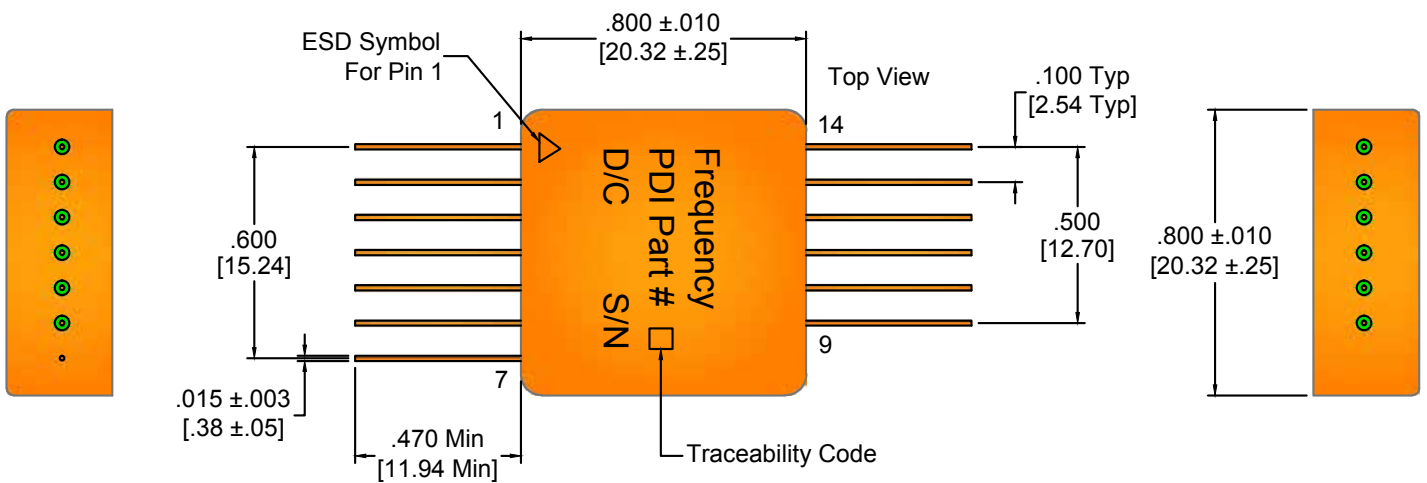 .800 ±.010
[20.32 ±.25]
ESD Symbol
For Pin 1
Top View
.100 Typ
[2.54 Typ]
1
14
Frequency
PDI Part #
D/C S/N
.600
[15.24]
.500
[12.70]
.800 ±.010
[20.32 ±.25]
7
9
.015 ±.003
[.38 ±.05]
.470 Min
[11.94 Min]
Traceability Code